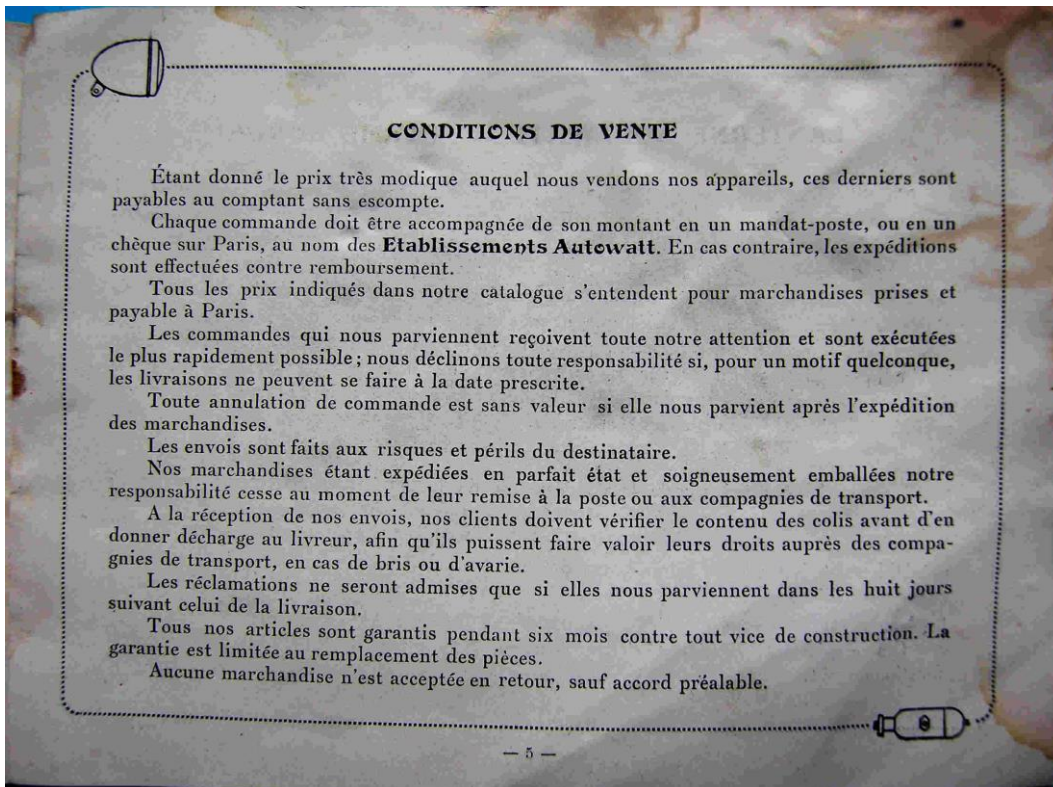 CONDITIONS DE VENTE
Étant donné le prix très modique auquel nous vendons nos appareils, ces derniers sont
payables au comptant sans escompte.
Chaque commande doit être accompagnée de son montant en un mandat-poste, ou en un
chèque sur Paris, au nom des Etablissements Autowatt. En cas contraire, les expéditions
sont effectuées contre remboursement.
Tous les prix indiqués dans notre catalogue s'entendent pour marchandises prises et
payable à Paris.
Les commandes qui nous parviennent reçoivent toute notre attention et sont exécutées
le plus rapidement possible ; nous déclinons toute responsabilité si, pour un motif quelconque,
les livraisons ne peuvent se faire à la date prescrite.
Toute annulation de commande est sans valeur si elle nous parvient après l'expédition
des marchandises.
Les envois sont faits aux risques et périls du destinataire.
Nos marchandises étant expédiées en parfait état et soigneusement emballées notre
responsabilité cesse au moment de leur remise à la poste ou aux compagnies de transport.
A la réception de nos envois, nos clients doivent vérifier le contenu des colis avant d'en
donner décharge au livreur, afin qu'ils puissent faire valoir leurs droits auprès des compa-
gnies de transport, en cas de bris ou d'avarie.
Les réclamations ne seront admises que si elles nous parviennent dans les huit jours
suivant celui de la livraison.
Tous nos articles sont garantis pendant six mois contre tout vice de construction. La
garantie est limitée au remplacement des pièces.
Aucune marchandise n'est acceptée en retour, sauf accord préalable.
— 5 —